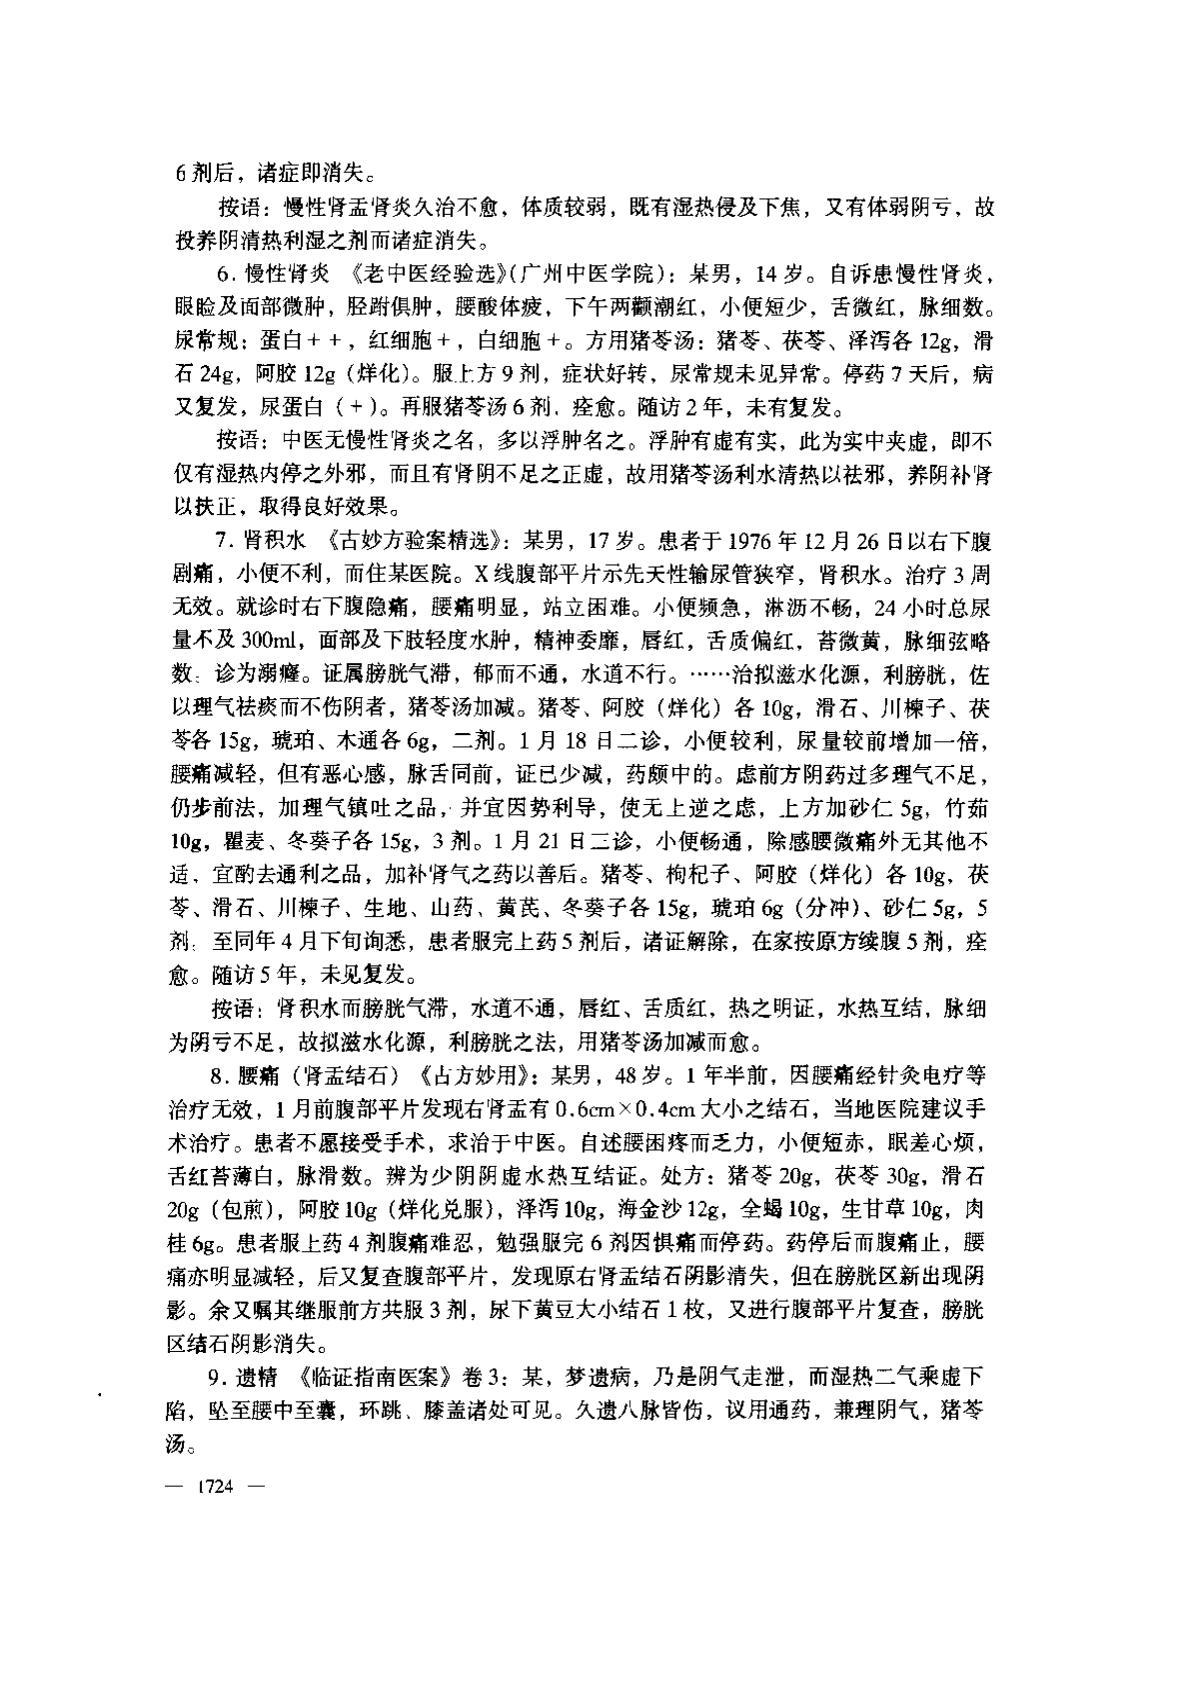 6 剂后，诸症即消失。
按语：慢性肾盂肾炎久治不愈，体质较弱，既有湿热侵及下焦，又有体弱阴亏，故
投养阴清热利湿之剂而诸症消失。
6. 慢性肾炎 《老中医经验选》（广州中医学院）：某男，14 岁。自诉患慢性肾炎，
眼睑及面部微肿，胫跗俱肿，腰酸体疲，下午两颧潮红，小便短少，舌微红，脉细数。
尿常规：蛋白＋＋，红细胞＋，白细胞＋。方用猪苓汤：猪苓、茯苓、泽泻各 12g，滑
石 24g，阿胶 12g（烊化）。服上方 9 剂，症状好转，尿常规未见异常。停药 7 天后，病
又复发，尿蛋白（＋）。再服猪苓汤 6 剂，痊愈。随访 2 年，未有复发。
按语：中医无慢性肾炎之名，多以浮肿名之。浮肿有虚有实，此为实中夹虚，即不
仅有湿热内停之外邪，而且有肾阴不足之正虚，故用猪苓汤利水清热以祛邪，养阴补肾
以扶正，取得良好效果。
7. 肾积水 《古妙方验案精选》：某男，17 岁。患者于 1976 年 12 月 26 日以右下腹
剧痛，小便不利，而住某医院。X 线腹部平片示先天性输尿管狭窄，肾积水。治疗 3 周
无效。就诊时右下腹隐痛，腰痛明显，站立困难。小便频急，淋沥不畅，24 小时总尿
量不及 300ml，面部及下肢轻度水肿，精神委靡，唇红，舌质偏红，苔微黄，脉细弦略
数。诊为溺癃。证属膀胱气滞，郁而不通，水道不行。……治拟滋水化源，利膀胱，佐
以理气祛痰而不伤阴者，猪苓汤加减。猪苓、阿胶（烊化）各 10g，滑石、川楝子、茯
苓各 15g，琥珀、木通各 6g，二剂。1 月 18 日二诊，小便较利，尿量较前增加一倍，
腰痛减轻，但有恶心感，脉舌同前，证已少减，药颇中的。虑前方阴药过多理气不足，
仍步前法，加理气镇吐之品，并宜因势利导，使无上逆之虑，上方加砂仁 5g，竹茹
10g，瞿麦、冬葵子各 15g，3 剂。1 月 21 日三诊，小便畅通，除感腰微痛外无其他不
适，宜酌去通利之品，加补肾气之药以善后。猪苓、枸杞子、阿胶（烊化）各 10g，茯
苓、滑石、川楝子、生地、山药、黄芪、冬葵子各 15g，琥珀 6g（分冲）、砂仁 5g，5
剂。至同年 4 月下旬询悉，患者服完上药 5 剂后，诸证解除，在家按原方续腹 5 剂，痊
愈。随访 5 年，未见复发。
按语：肾积水而膀胱气滞，水道不通，唇红、舌质红，热之明证，水热互结，脉细
为阴亏不足，故拟滋水化源，利膀胱之法，用猪苓汤加减而愈。
8. 腰痛（肾盂结石）《古方妙用》：某男，48 岁。1 年半前，因腰痛经针灸电疗等
治疗无效，1 月前腹部平片发现右肾盂有 0.6cm×0.4cm 大小之结石，当地医院建议手
术治疗。患者不愿接受手术，求治于中医。自述腰困疼而乏力，小便短赤，眠差心烦，
舌红苔薄白，脉滑数。辨为少阴阴虚水热互结证。处方：猪苓 20g，茯苓 30g，滑石
20g（包煎），阿胶 10g（烊化兑服），泽泻 10g，海金沙 12g，全蝎 10g，生甘草 10g，肉
桂 6g。患者服上药 4 剂腹痛难忍，勉强服完 6 剂因惧痛而停药。药停后而腹痛止，腰
痛亦明显减轻，后又复查腹部平片，发现原右肾盂结石阴影清失，但在膀胱区新出现阴
影。余又嘱其继服前方共服 3 剂，尿下黄豆大小结石 1 枚，又进行腹部平片复查，膀胱
区结石阴影消失。
9. 遗精 《临证指南医案》卷 3：某，梦遗病，乃是阴气走泄，而湿热二气乘虚下
陷，坠至腰中至囊，环跳、膝盖诸处可见。久遗八脉皆伤，议用通药，兼理阴气，猪苓
汤。
— 1724 —